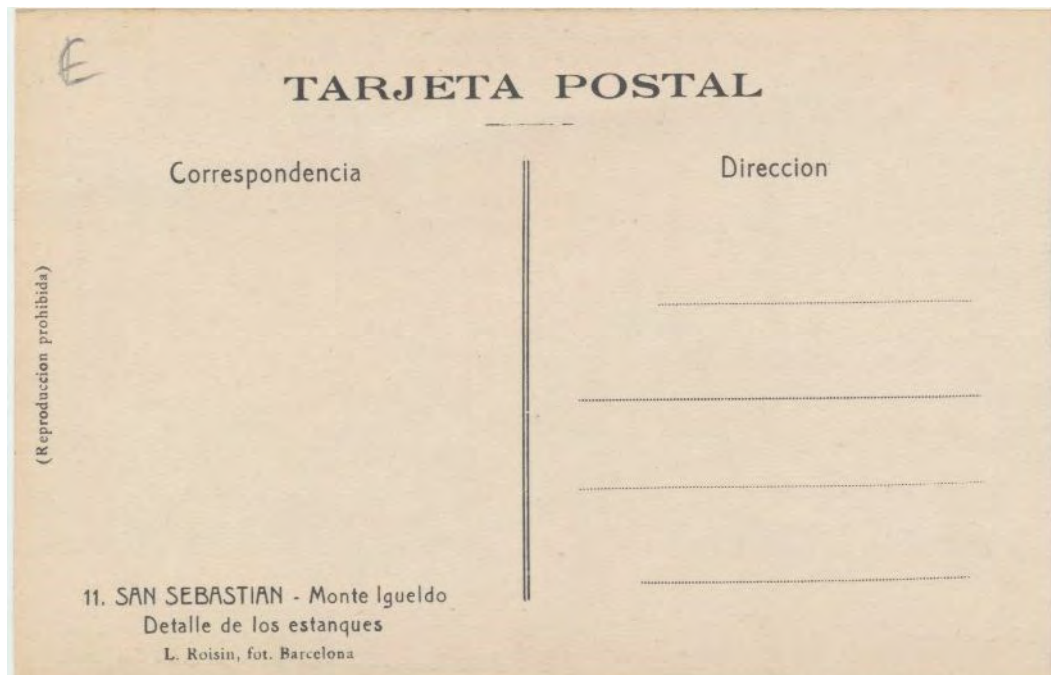 E
TARJETA POSTAL
Correspondencia
Direccion
(Reproduccion prohibida)
11. SAN SEBASTIAN - Monte Igueldo
Detalle de los estanques
L. Roisin, fot. Barcelona